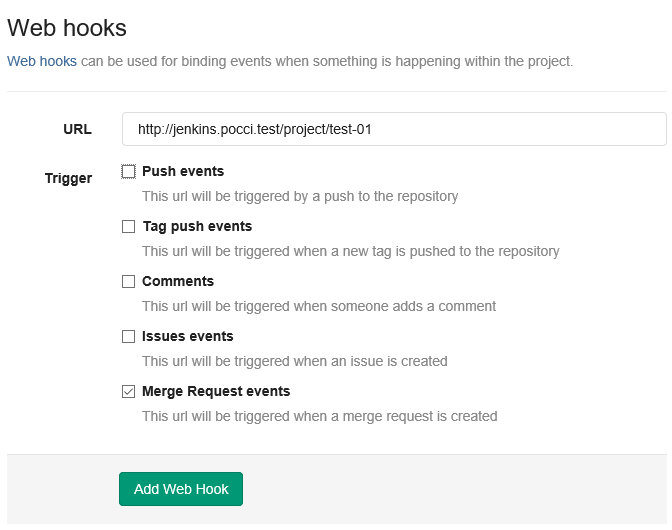 Web hooks
Web hooks can be used for binding events when something is happening within the project.
URL
http://jenkins.pocci.test/project/test-01
Trigger
Push events
This url will be triggered by a push to the repository
Tag push events
This url will be triggered when a new tag is pushed to the repository
Comments
This url will be triggered when someone adds a comment
Issues events
This url will be triggered when an issue is created
Merge Request events
This url will be triggered when a merge request is created
Add Web Hook